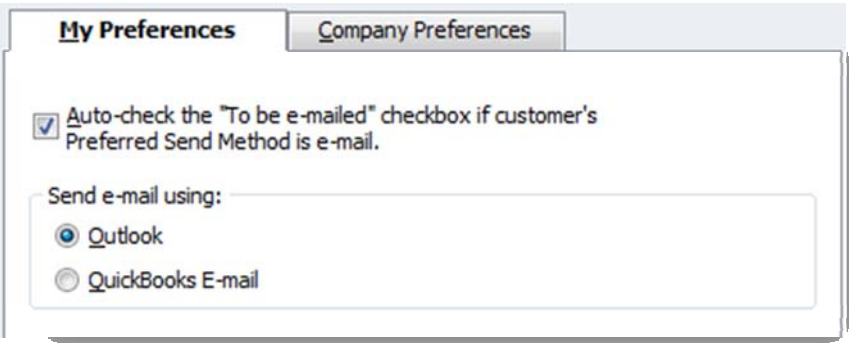 My Preferences
Company Preferences
Auto-check the "To be e-mailed" checkbox if customer's
Preferred Send Method is e-mail.
Send e-mail using:
Outlook
QuickBooks E-mail